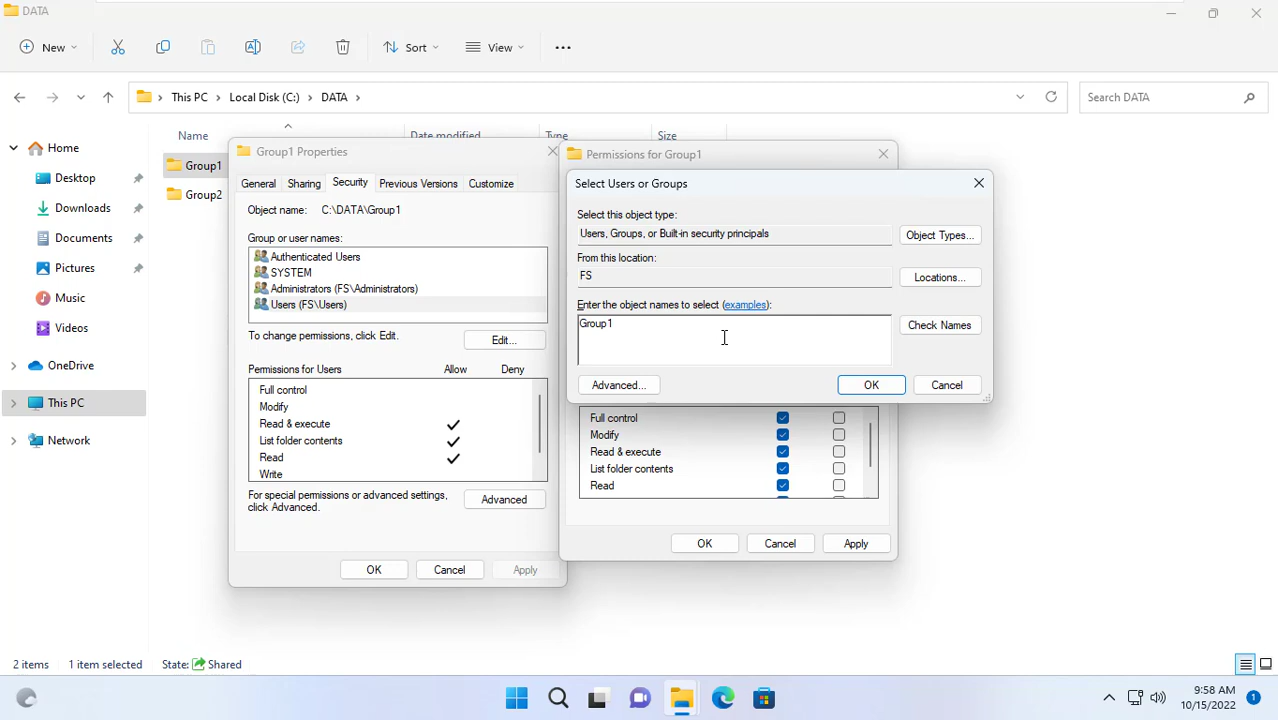 DATA
New
Sort
View
This PC
Local Disk (C:)
DATA
Search DATA
Home
Desktop
Downloads
Documents
Pictures
Music
Videos
OneDrive
This PC
Network
Name
Date modified
Type
Size
Group1
Group2
Group1 Properties
General
Sharing
Security
Previous Versions
Customize
Object name: C:\DATA\Group1
Group or user names:
Authenticated Users
SYSTEM
Administrators (FS\Administrators)
Users (FS\Users)
To change permissions, click Edit.
Edit...
Permissions for Users
Allow
Deny
Full control
Modify
Read & execute
List folder contents
Read
Write
For special permissions or advanced settings,
click Advanced.
Advanced
OK
Cancel
Apply
Permissions for Group1
Select Users or Groups
Select this object type:
Users, Groups, or Built-in security principals
Object Types...
From this location:
FS
Locations...
Enter the object names to select (examples):
Group1
Check Names
Advanced...
OK
Cancel
Full control
Modify
Read & execute
List folder contents
Read
OK
Cancel
Apply
2 items
1 item selected
State: Shared
9:58 AM
10/15/2022
1